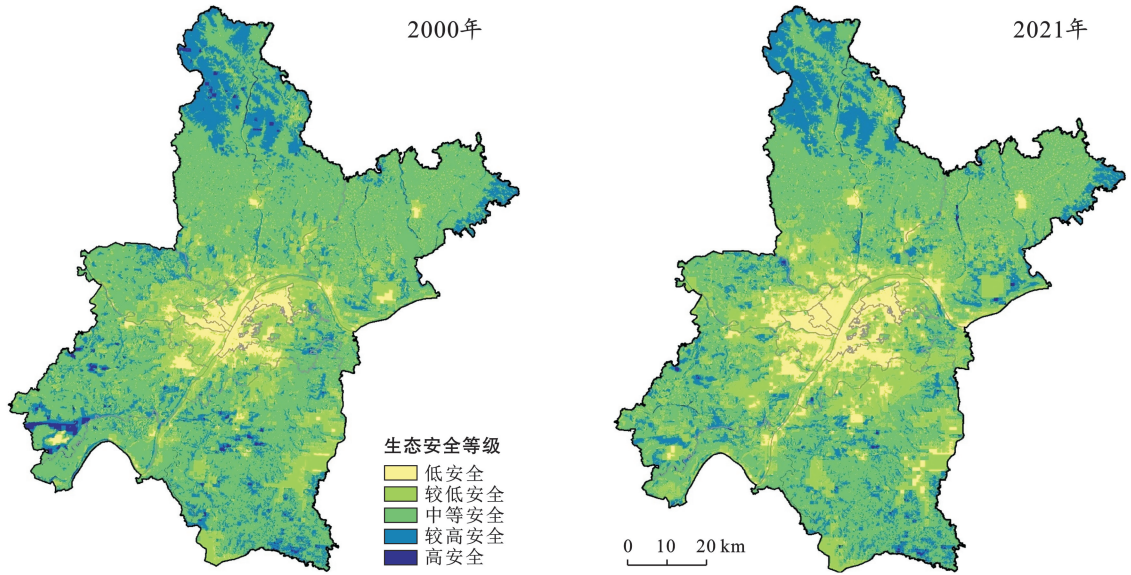 2000年
2021年
生态安全等级
低安全
较低安全
中等安全
较高安全
高安全
0 10 20 km